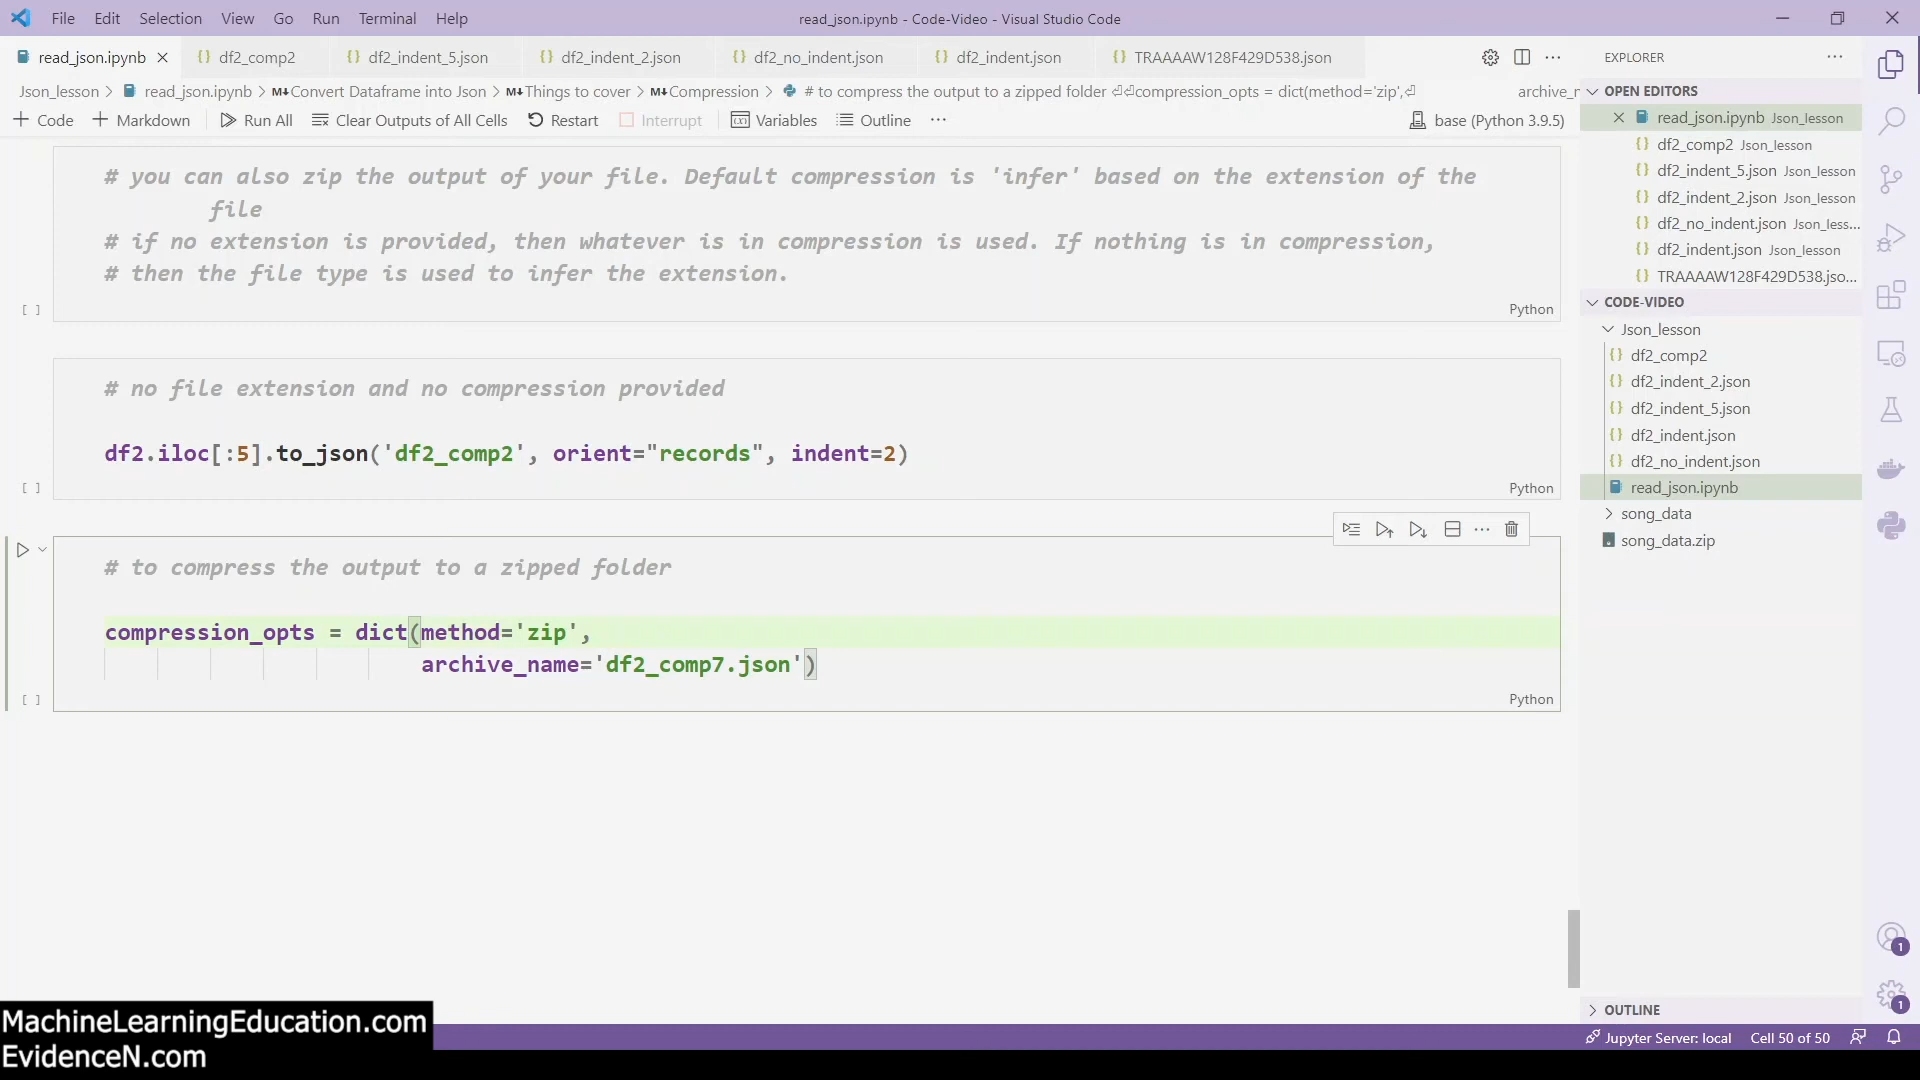 File Edit Selection View Go Run Terminal Help read_json.ipynb - Code-Video - Visual Studio Code
read_json.ipynb df2_comp2 df2_indent_5.json df2_indent_2.json df2_no_indent.json df2_indent.json TRAAAAW128F429D538.json
Json_lesson > read_json.ipynb > M↓Convert Dataframe into Json > M↓Things to cover > M↓Compression > # to compress the output to a zipped folder ⏎⏎compression_opts = dict(method='zip',⏎ archive_n
Code Markdown Run All Clear Outputs of All Cells Restart Interrupt Variables Outline ··· base (Python 3.9.5)
# you can also zip the output of your file. Default compression is 'infer' based on the extension of the
file
# if no extension is provided, then whatever is in compression is used. If nothing is in compression,
# then the file type is used to infer the extension.
[ ] Python
# no file extension and no compression provided
df2.iloc[:5].to_json('df2_comp2', orient="records", indent=2)
[ ] Python
# to compress the output to a zipped folder
compression_opts = dict(method='zip',
archive_name='df2_comp7.json')
[ ] Python
EXPLORER
OPEN EDITORS
read_json.ipynb Json_lesson
df2_comp2 Json_lesson
df2_indent_5.json Json_lesson
df2_indent_2.json Json_lesson
df2_no_indent.json Json_less...
df2_indent.json Json_lesson
TRAAAAW128F429D538.jso...
CODE-VIDEO
Json_lesson
df2_comp2
df2_indent_2.json
df2_indent_5.json
df2_indent.json
df2_no_indent.json
read_json.ipynb
song_data
song_data.zip
OUTLINE
1
1
Jupyter Server: local Cell 50 of 50
MachineLearningEducation.com
EvidenceN.com